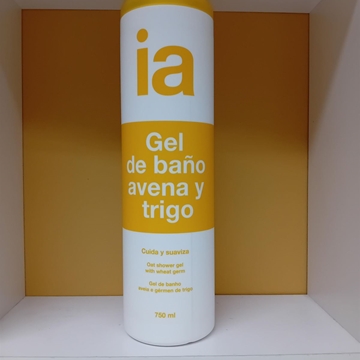 ia
Gel
de baño
avena y
trigo
Cuida y suaviza
Gel shower gel
with wheat germ
Gel de banho
aveia e gérmen de trigo
750 ml